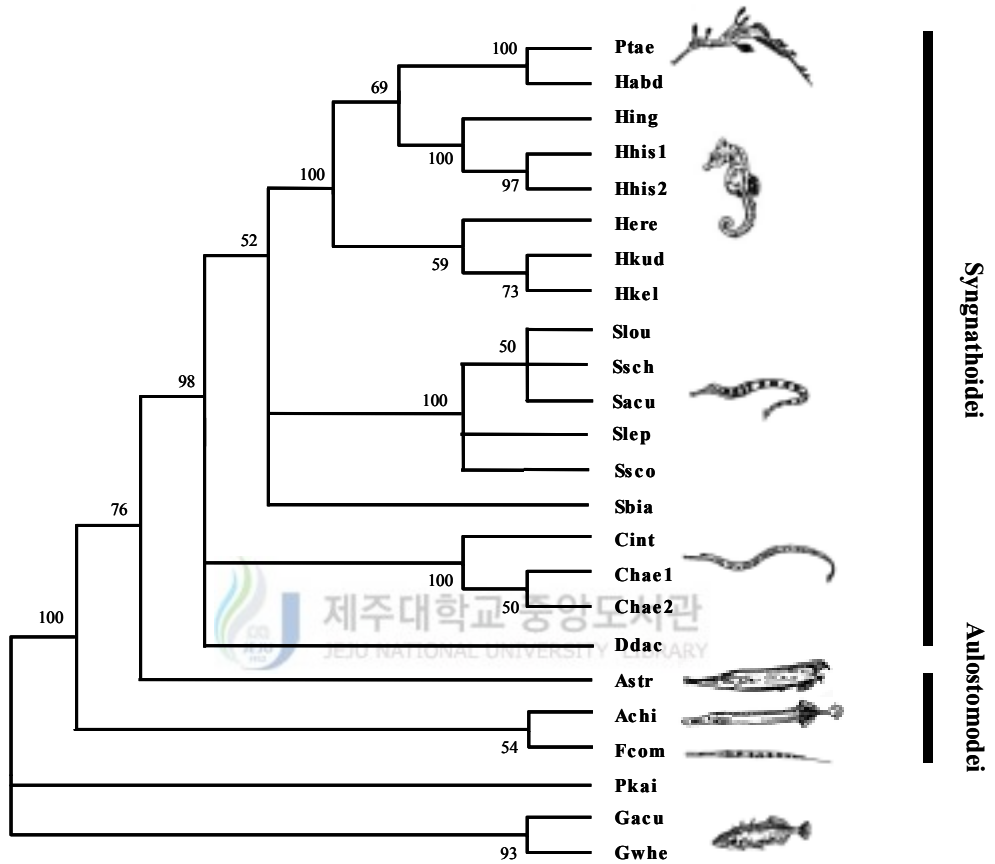 100
Ptae
Habd
69
Hing
100
Hhis1
97
Hhis2
100
Here
59
Hkud
73
Hkel
52
Slou
50
Ssch
Sacu
100
Slep
Ssco
98
Sbia
Cint
100
Chae1
50
Chae2
76
Ddac
Astr
100
Achi
54
Fcom
Pkai
Gacu
93
Gwhe
Syngnathoidei
Aulostomodei
제주대학교 중앙도서관
JEJU NATIONAL UNIVERSITY LIBRARY
JEJU
1952